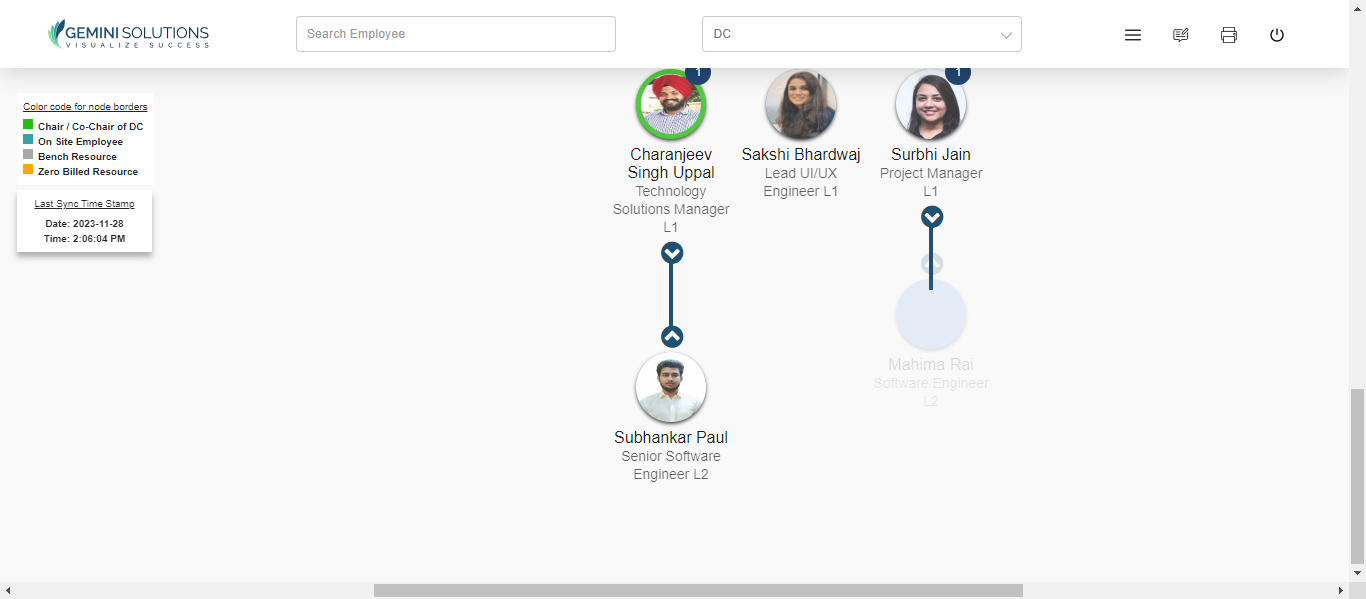 GEMINI SOLUTIONS
VISUALIZE SUCCESS
Search Employee
DC
Color code for node borders
Chair / Co-Chair of DC
On Site Employee
Bench Resource
Zero Billed Resource
Last Sync Time Stamp
Date: 2023-11-28
Time: 2:06:04 PM
1
1
Charanjeev
Singh Uppal
Technology
Solutions Manager
L1
Sakshi Bhardwaj
Lead UI/UX
Engineer L1
Surbhi Jain
Project Manager
L1
Mahima Rai
Software Engineer
L2
Subhankar Paul
Senior Software
Engineer L2